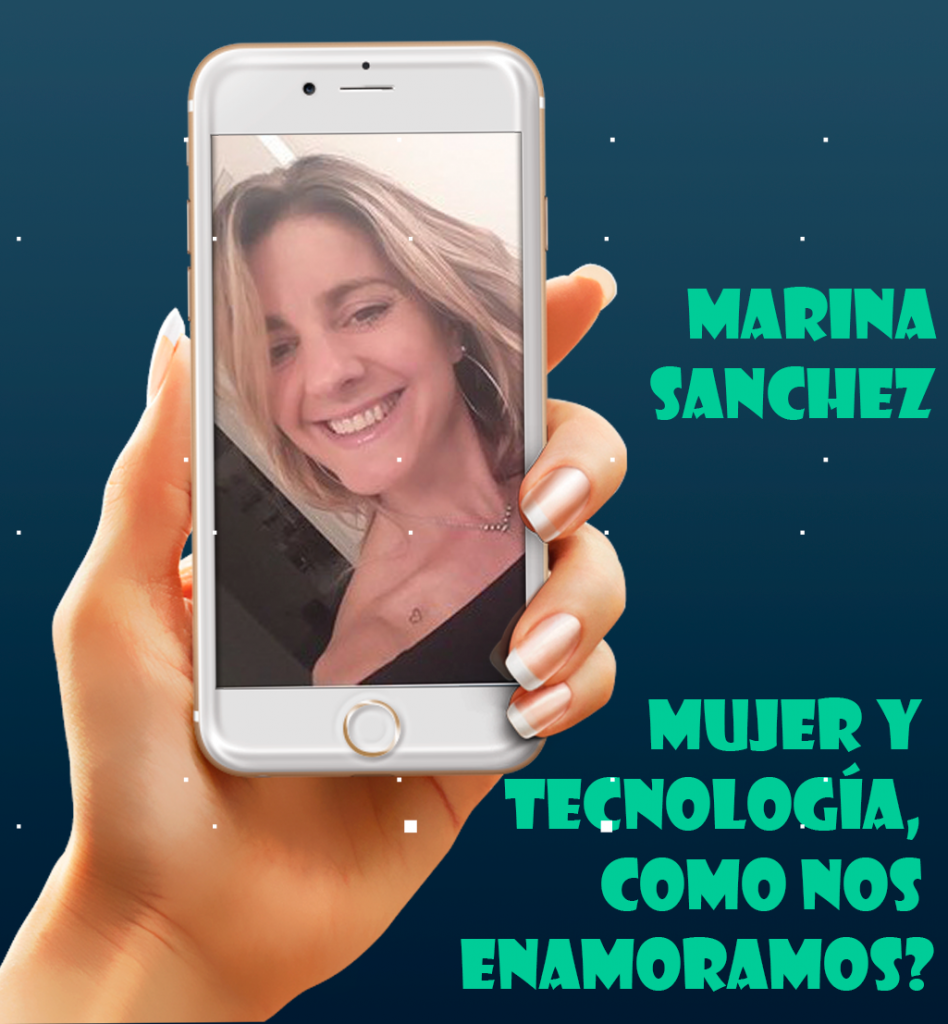 MARINA
SANCHEZ
MUJER Y
TECNOLOGÍA,
COMO NOS
ENAMORAMOS?